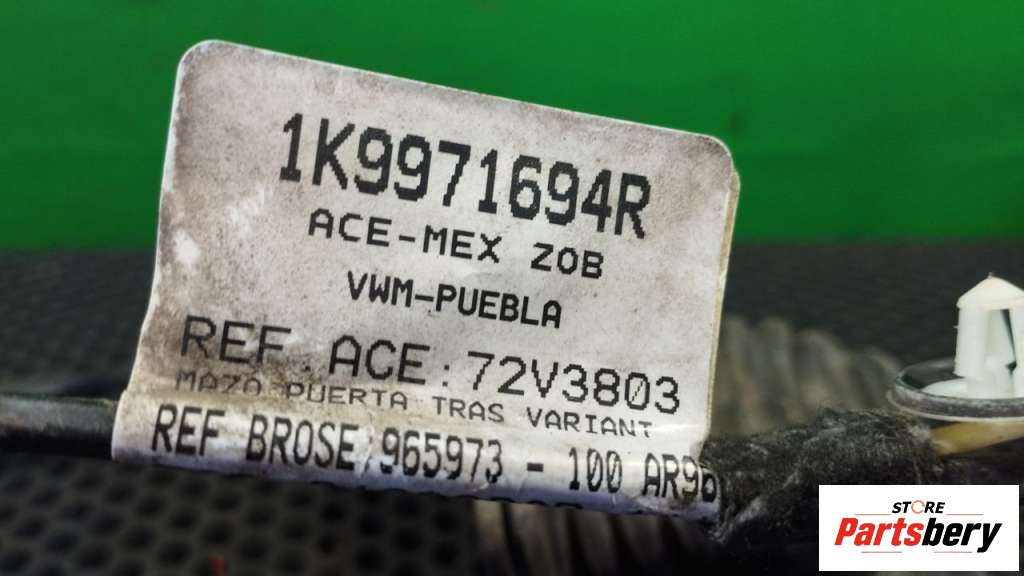 1K9971694R
ACE-MEX ZOB
VWM-PUEBLA
REF. ACE: 72V3803
MAZO PUERTA TRAS VARIANT
REF BROSE 965973 - 100
STORE
Partsbery